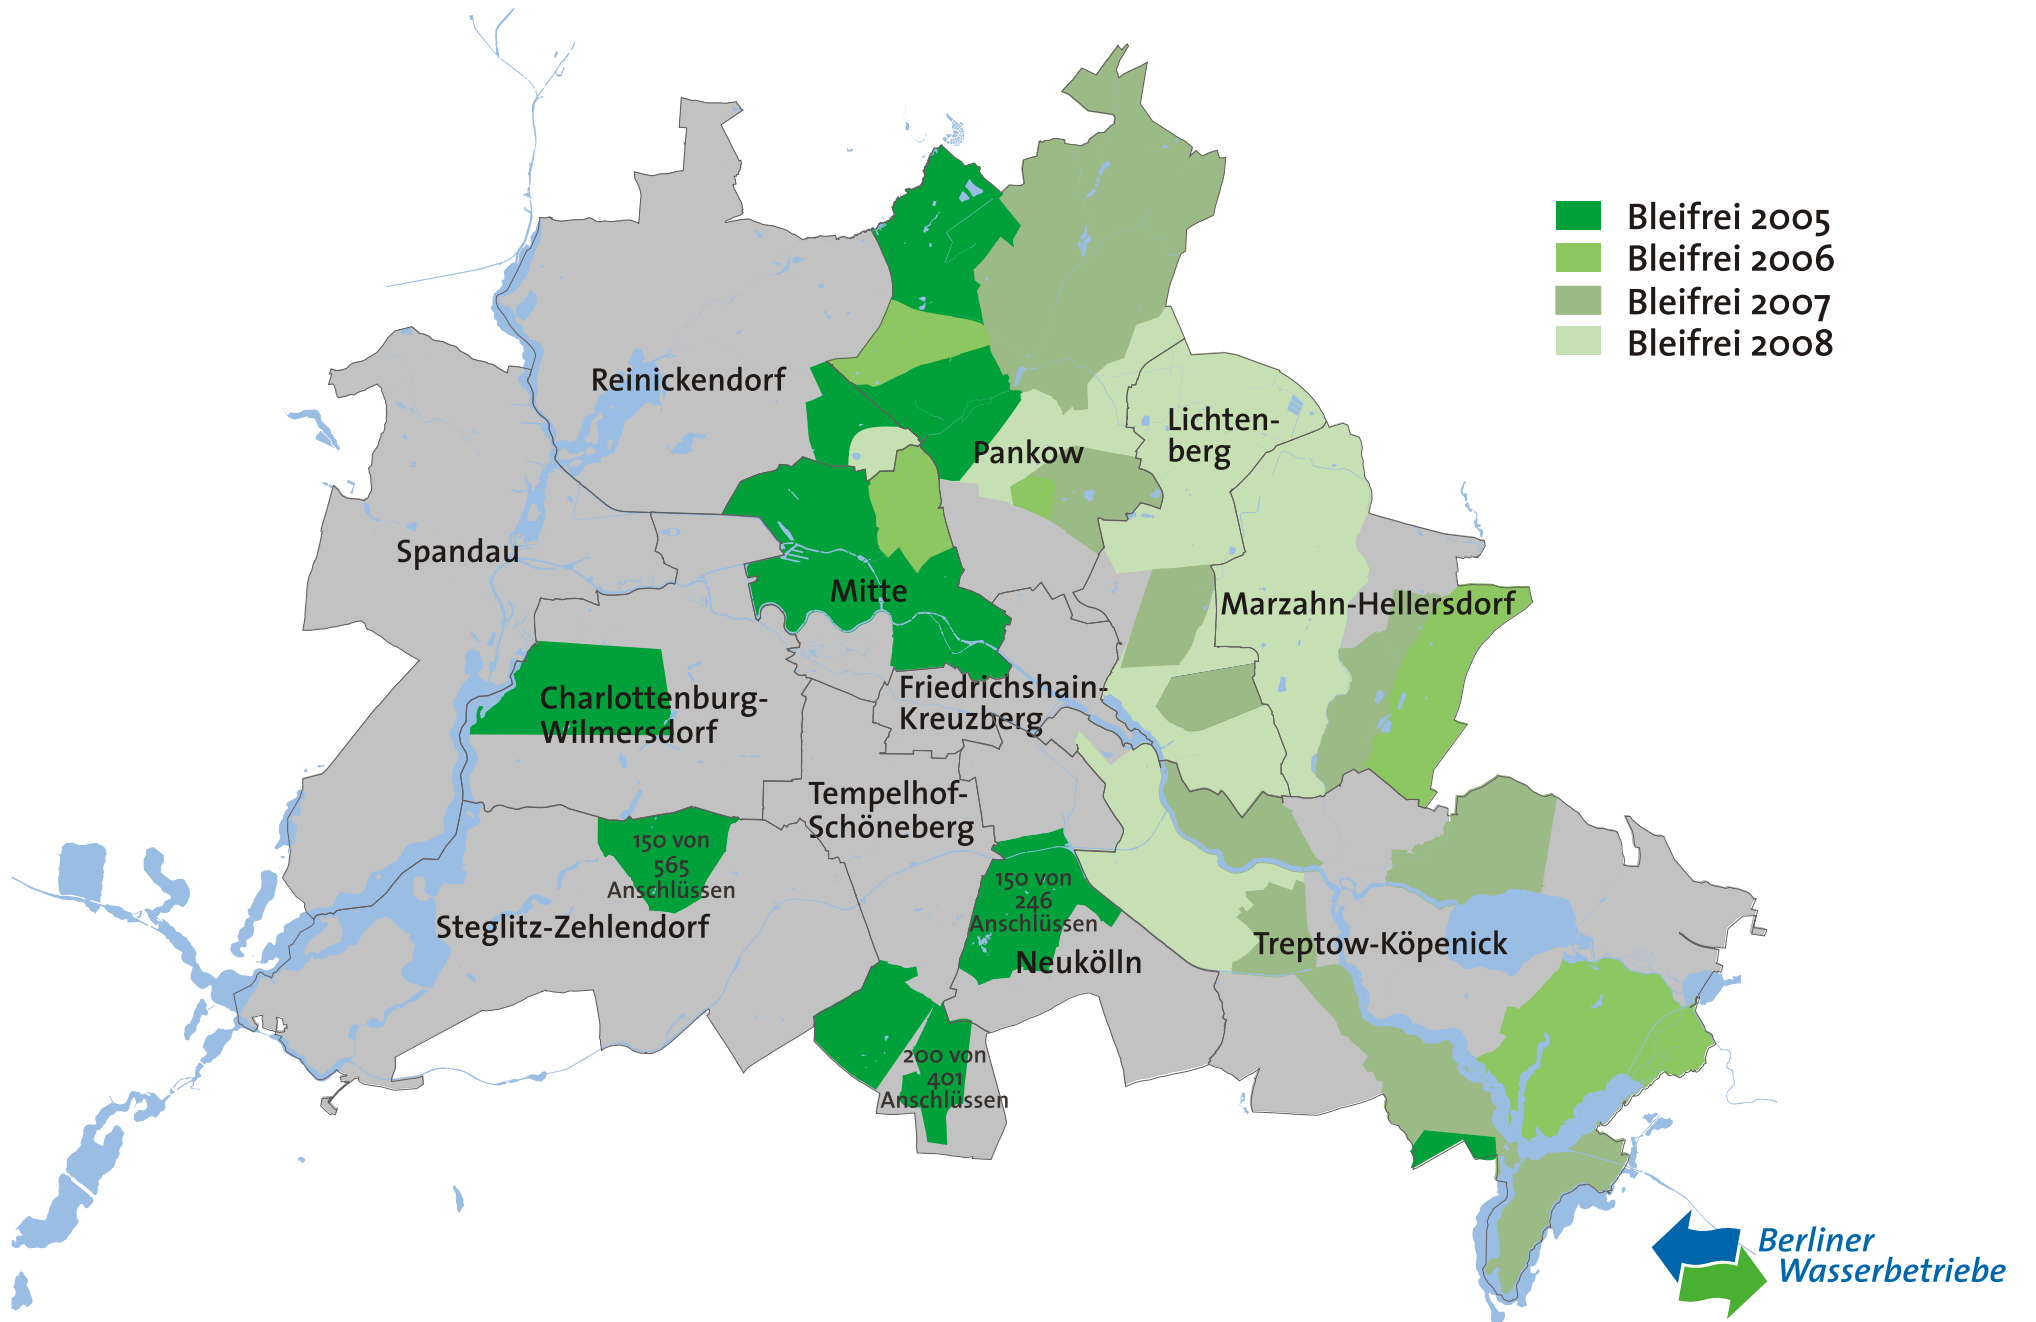 Bleifrei 2005
Bleifrei 2006
Bleifrei 2007
Bleifrei 2008
Reinickendorf
Lichten-
berg
Pankow
Spandau
Mitte
Marzahn-Hellersdorf
Charlottenburg-
Wilmersdorf
Friedrichshain-
Kreuzberg
Tempelhof-
Schöneberg
150 von
565
Anschlüssen
Steglitz-Zehlendorf
150 von
246
Anschlüssen
Neukölln
Treptow-Köpenick
200 von
401
Anschlüssen
Berliner
Wasserbetriebe